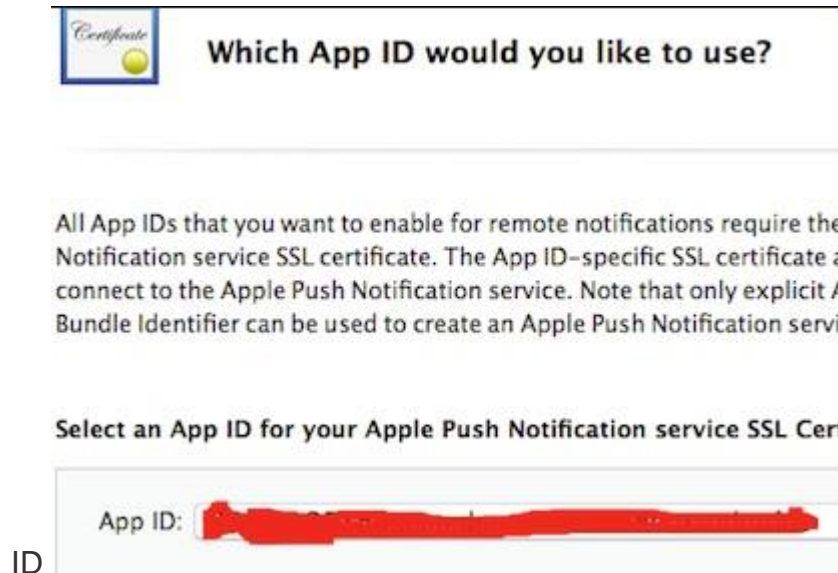 Certificate
Which App ID would you like to use?
All App IDs that you want to enable for remote notifications require the
Notification service SSL certificate. The App ID-specific SSL certificate a
connect to the Apple Push Notification service. Note that only explicit A
Bundle Identifier can be used to create an Apple Push Notification servi
Select an App ID for your Apple Push Notification service SSL Cer
App ID:
ID